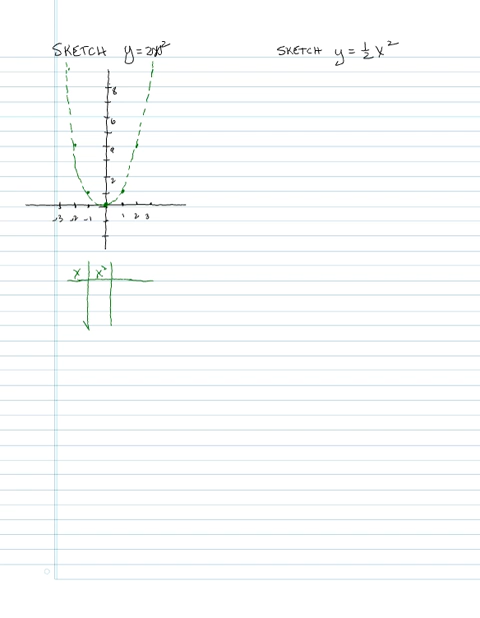 SKETCH y = 2x²
SKETCH y = ½x²
8
6
4
2
-3 -2 -1 1 2 3
x x²